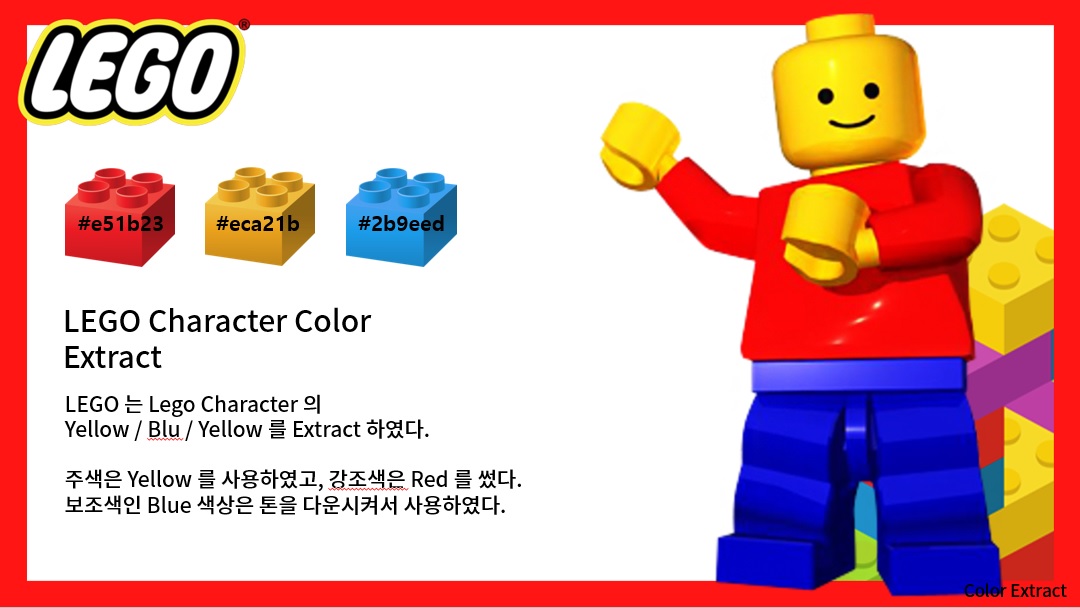 LEGO®
#e51b23 #eca21b #2b9eed
LEGO Character Color
Extract
LEGO 는 Lego Character 의
Yellow / Blu / Yellow 를 Extract 하였다.
주색은 Yellow 를 사용하였고, 강조색은 Red 를 썼다.
보조색인 Blue 색상은 톤을 다운시켜서 사용하였다.
Color Extract